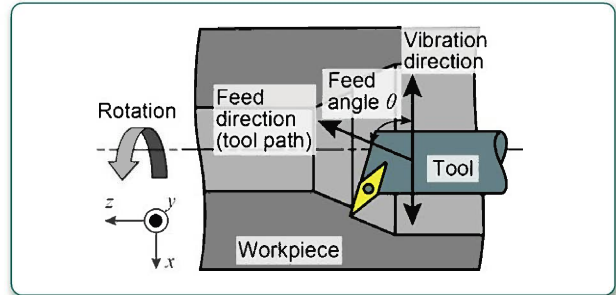 Vibration
direction
Feed
angle θ
Feed
direction
(tool path)
Rotation
Tool
z
y
x
Workpiece